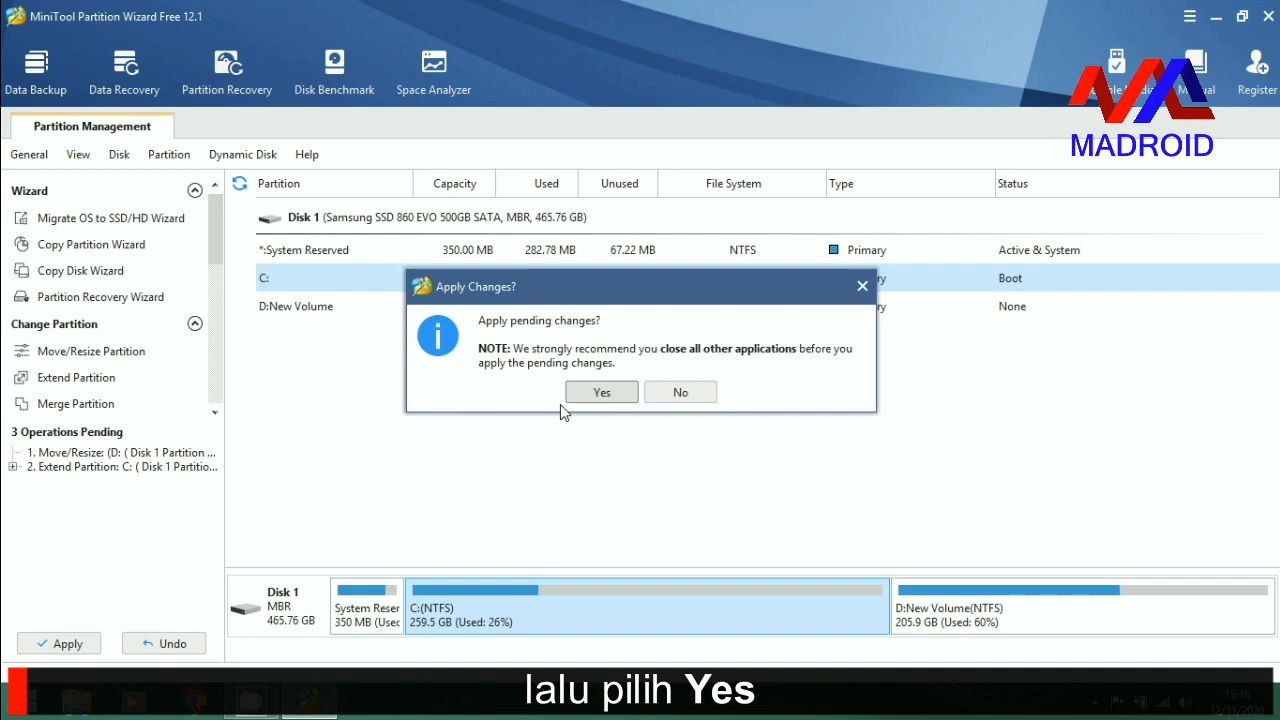 MiniTool Partition Wizard Free 12.1
Data Backup
Data Recovery
Partition Recovery
Disk Benchmark
Space Analyzer
Register
MADROID
Partition Management
General View Disk Partition Dynamic Disk Help
Wizard
Migrate OS to SSD/HD Wizard
Copy Partition Wizard
Copy Disk Wizard
Partition Recovery Wizard
Change Partition
Move/Resize Partition
Extend Partition
Merge Partition
3 Operations Pending
1. Move/Resize: (D: ( Disk 1 Partition ...
2. Extend Partition: C: ( Disk 1 Partitio...
Apply
Undo
Partition Capacity Used Unused File System Type Status
Disk 1 (Samsung SSD 860 EVO 500GB SATA, MBR, 465.76 GB)
*:System Reserved 350.00 MB 282.78 MB 67.22 MB NTFS Primary Active & System
C: Boot
D:New Volume None
Apply Changes?
Apply pending changes?
NOTE: We strongly recommend you close all other applications before you
apply the pending changes.
Yes
No
Disk 1
MBR
465.76 GB
System Reser
350 MB (Usec
C:(NTFS)
259.5 GB (Used: 26%)
D:New Volume(NTFS)
205.9 GB (Used: 60%)
lalu pilih Yes
15:16